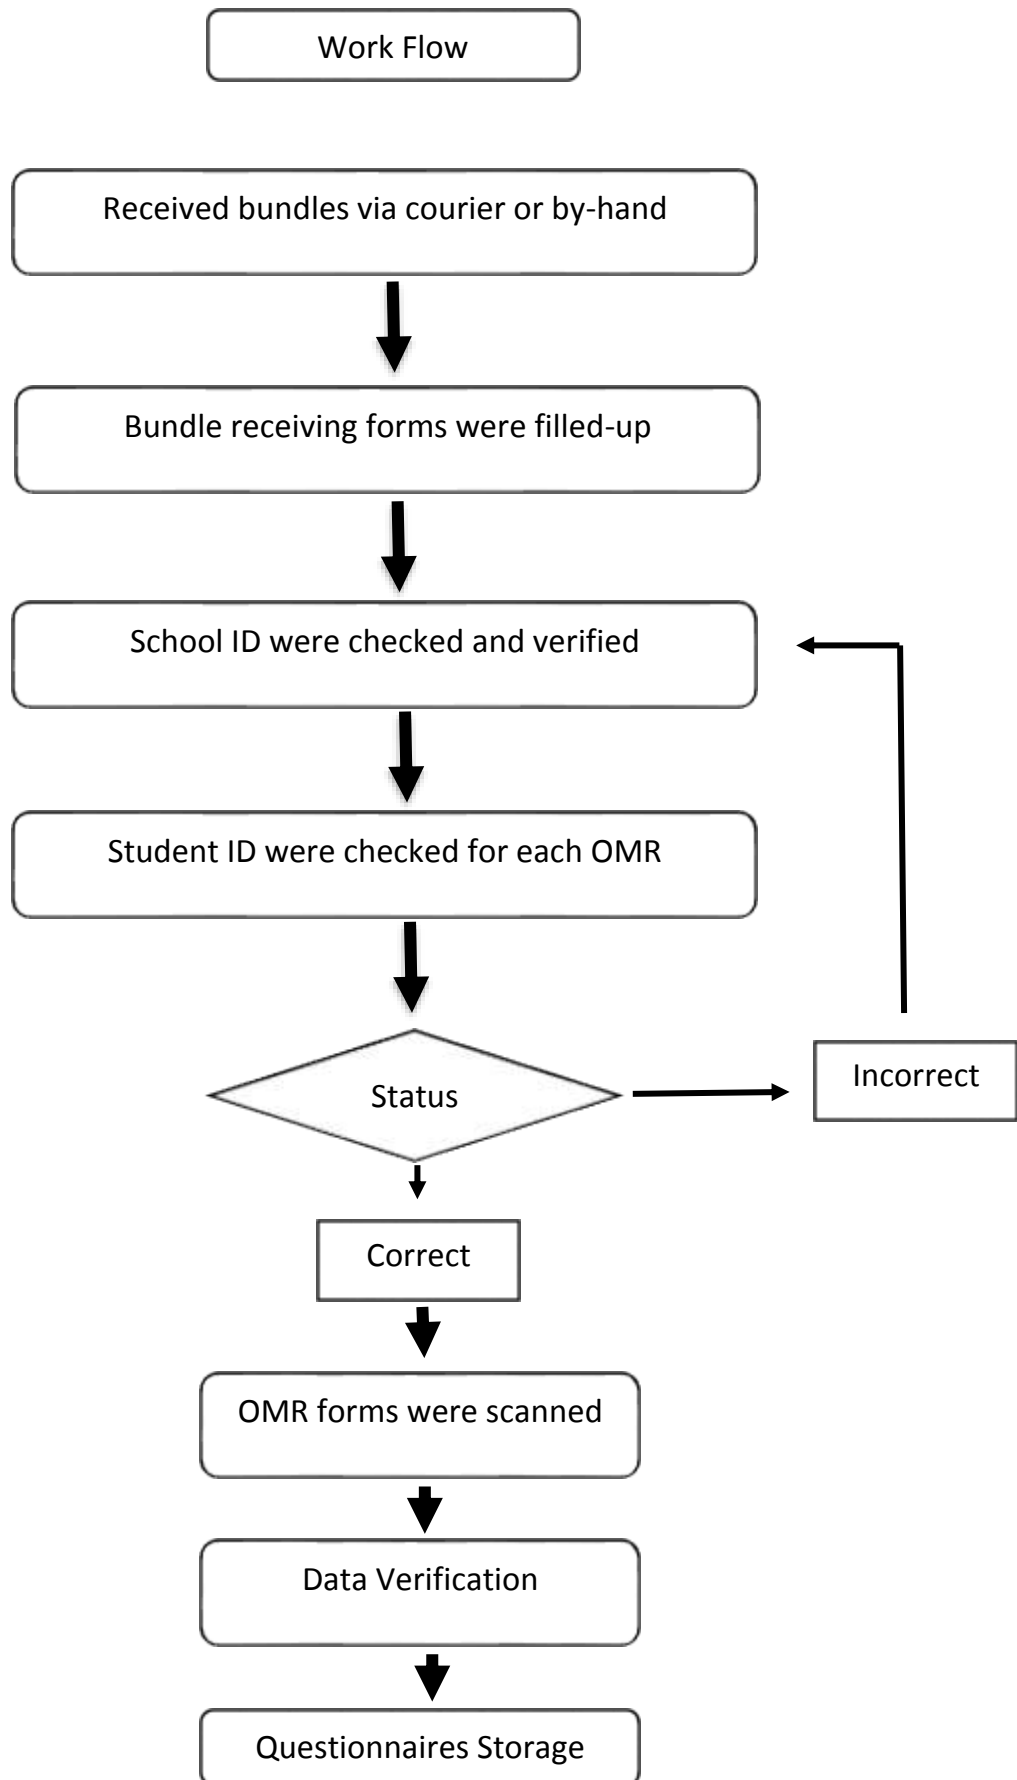 Work Flow
Received bundles via courier or by-hand
Bundle receiving forms were filled-up
School ID were checked and verified
Student ID were checked for each OMR
Status
Incorrect
Correct
OMR forms were scanned
Data Verification
Questionnaires Storage